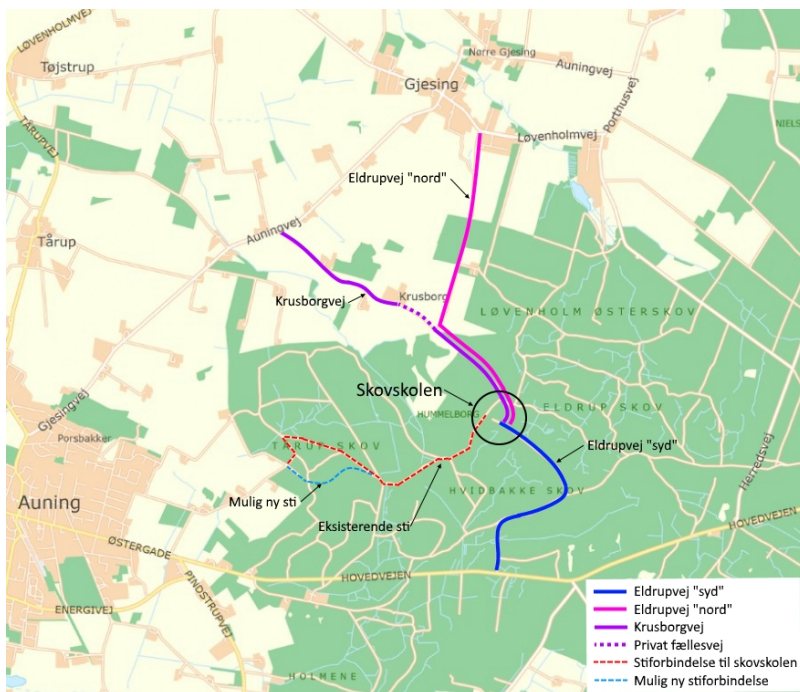 LØVENHOLMVEJ
Tøjstrup
Nørre Gjesing
Auningvej
Gjesing
Porthusvej
TÅRUPVEJ
NIELS
Løvenholmvej
Eldrupvej "nord"
Auningvej
Tårup
Krusborg
Krusborgvej
LØVENHOLM ØSTERSKOV
Skovskolen
Gjesingvej
HUMMELBORG
ELDRUP SKOV
Porsbakker
TÅRUP SKOV
Eldrupvej "syd"
Herredsvej
Auning
Mulig ny sti
HVIDBAKKE SKOV
Eksisterende sti
HOVEDVEJEN
ØSTERGADE
HOVEDVEJEN
PINDSTRUPVEJ
ENERGIVEJ
HOLMENE
Eldrupvej "syd"
Eldrupvej "nord"
Krusborgvej
Privat fællesvej
Stiforbindelse til skovskolen
Mulig ny stiforbindelse